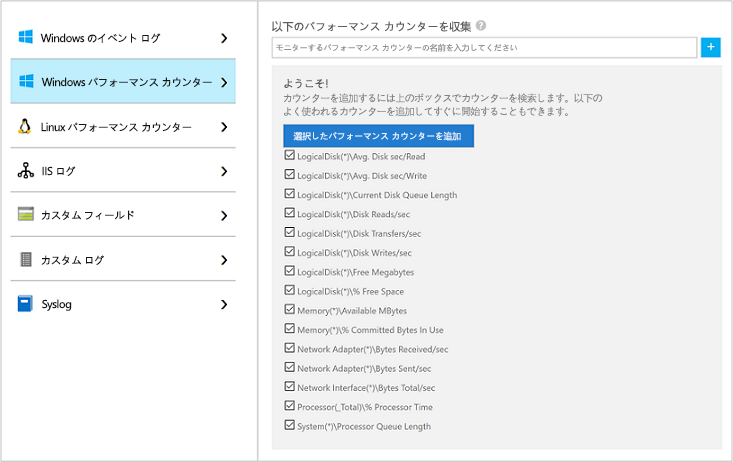 Windows のイベント ログ
Windows パフォーマンス カウンター
Linux パフォーマンス カウンター
IIS ログ
カスタム フィールド
カスタム ログ
Syslog
以下のパフォーマンス カウンターを収集
モニターするパフォーマンス カウンターの名前を入力してください
ようこそ!
カウンターを追加するには上のボックスでカウンターを検索します。以下の
よく使われるカウンターを追加してすぐに開始することもできます。
選択したパフォーマンス カウンターを追加
LogicalDisk(*)\Avg. Disk sec/Read
LogicalDisk(*)\Avg. Disk sec/Write
LogicalDisk(*)\Current Disk Queue Length
LogicalDisk(*)\Disk Reads/sec
LogicalDisk(*)\Disk Transfers/sec
LogicalDisk(*)\Disk Writes/sec
LogicalDisk(*)\Free Megabytes
LogicalDisk(*)\% Free Space
Memory(*)\Available MBytes
Memory(*)\% Committed Bytes In Use
Network Adapter(*)\Bytes Received/sec
Network Adapter(*)\Bytes Sent/sec
Network Interface(*)\Bytes Total/sec
Processor(_Total)\% Processor Time
System(*)\Processor Queue Length